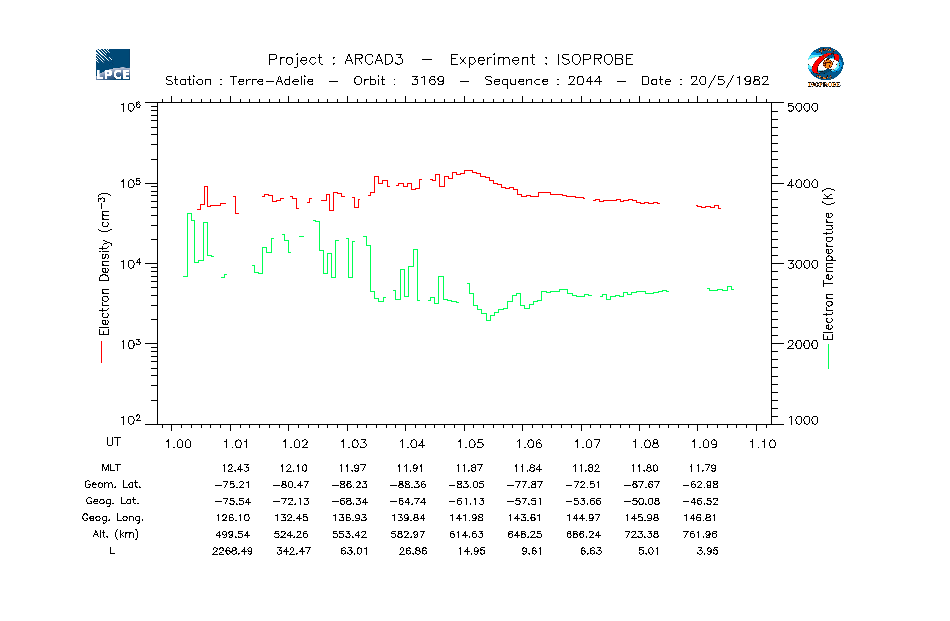 LPCE
Project : ARCAD3 — Experiment : ISOPROBE
Station : Terre-Adelie — Orbit : 3169 — Sequence : 2044 — Date : 20/5/1982
ISOPROBE
10⁶ 5000
10⁵ 4000
10⁴ 3000
10³ 2000
10² 1000
Electron Density (cm⁻³)
Electron Temperature (K)
UT 1.00 1.01 1.02 1.03 1.04 1.05 1.06 1.07 1.08 1.09 1.10
MLT 12.43 12.10 11.97 11.91 11.87 11.84 11.82 11.80 11.79
Geom. Lat. −75.21 −80.47 −86.23 −88.36 −83.05 −77.87 −72.51 −67.67 −62.98
Geog. Lat. −75.54 −72.13 −68.34 −64.74 −61.13 −57.51 −53.66 −50.08 −46.52
Geog. Long. 126.10 132.45 136.93 139.84 141.98 143.61 144.97 145.98 146.81
Alt. (km) 499.54 524.26 553.42 582.97 614.63 648.25 686.24 723.38 761.96
L 2268.49 342.47 63.01 26.86 14.95 9.61 6.63 5.01 3.95